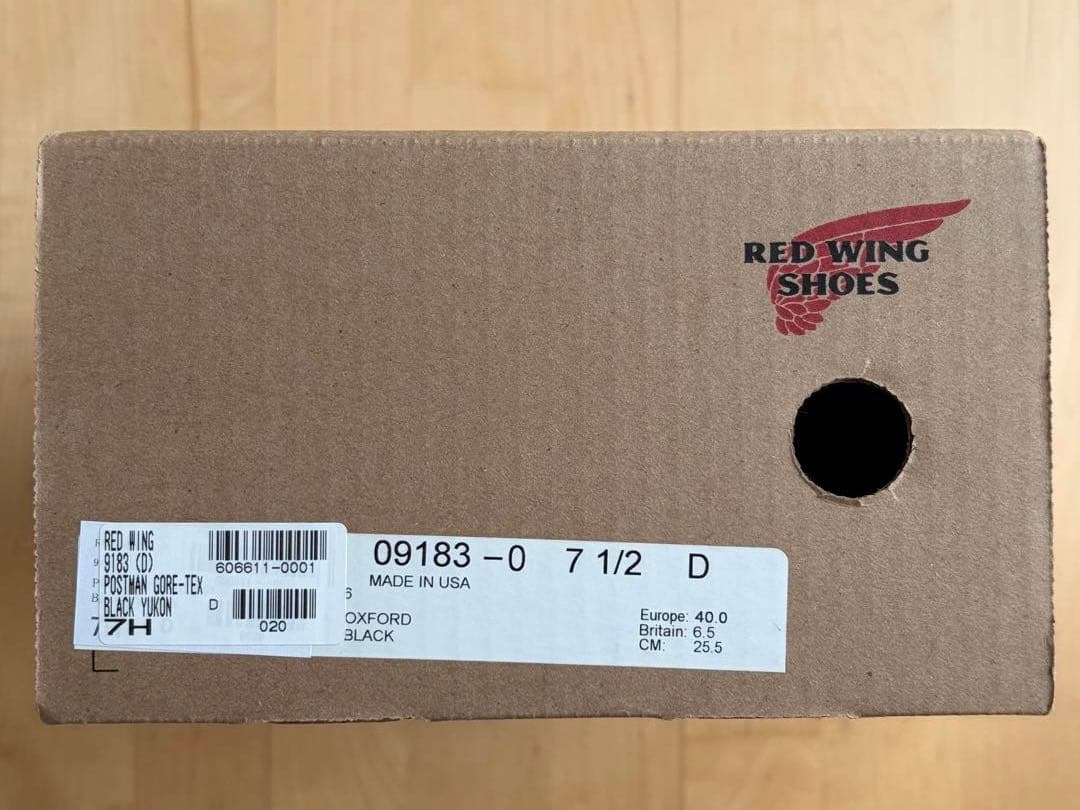 RED WING
SHOES
RED WING
9183 (D)
POSTMAN GORE-TEX
BLACK YUKON
7H
606611-0001
D
020
09183 -0 7 1/2 D
MADE IN USA
6
OXFORD
BLACK
Europe: 40.0
Britain: 6.5
CM: 25.5